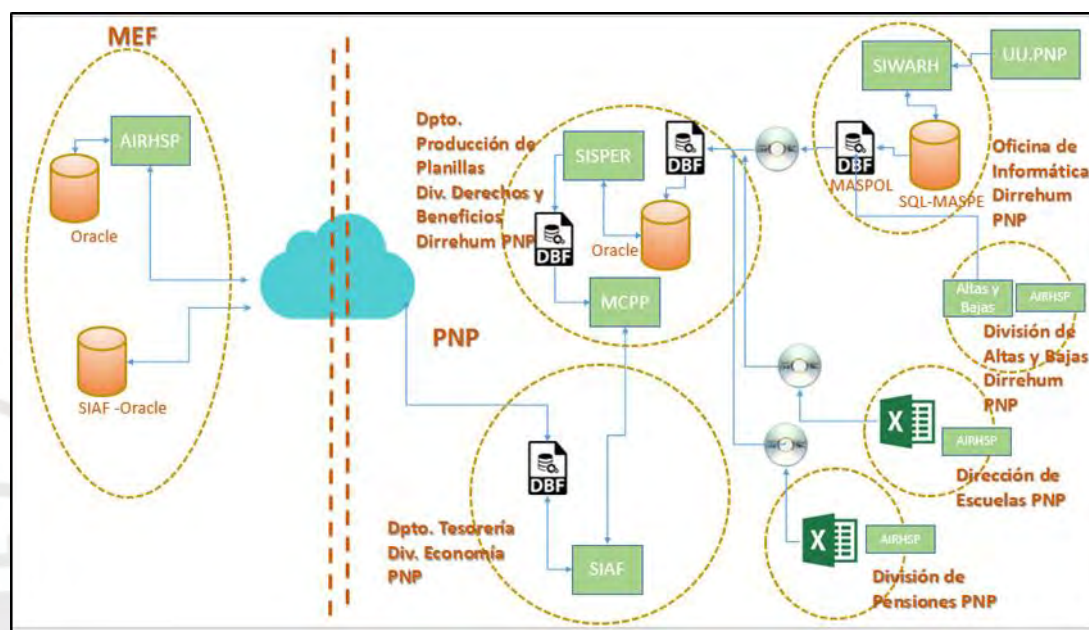 MEF
AIRHSP
Oracle
SIAF -Oracle
PNP
Dpto.
Producción de
Planillas
Div. Derechos y
Beneficios
Dirrehum PNP
SISPER
DBF
DBF
Oracle
MCPP
Dpto. Tesorería
Div. Economía
PNP
DBF
SIAF
SIWARH
UU.PNP
DBF
MASPOL
SQL-MASPE
Oficina de
Informática
Dirrehum
PNP
Altas y
Bajas
AIRHSP
División de
Altas y Bajas
Dirrehum
PNP
X
AIRHSP
Dirección de
Escuelas PNP
X
AIRHSP
División de
Pensiones PNP